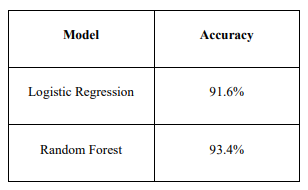 Model Accuracy
Logistic Regression 91.6%
Random Forest 93.4%